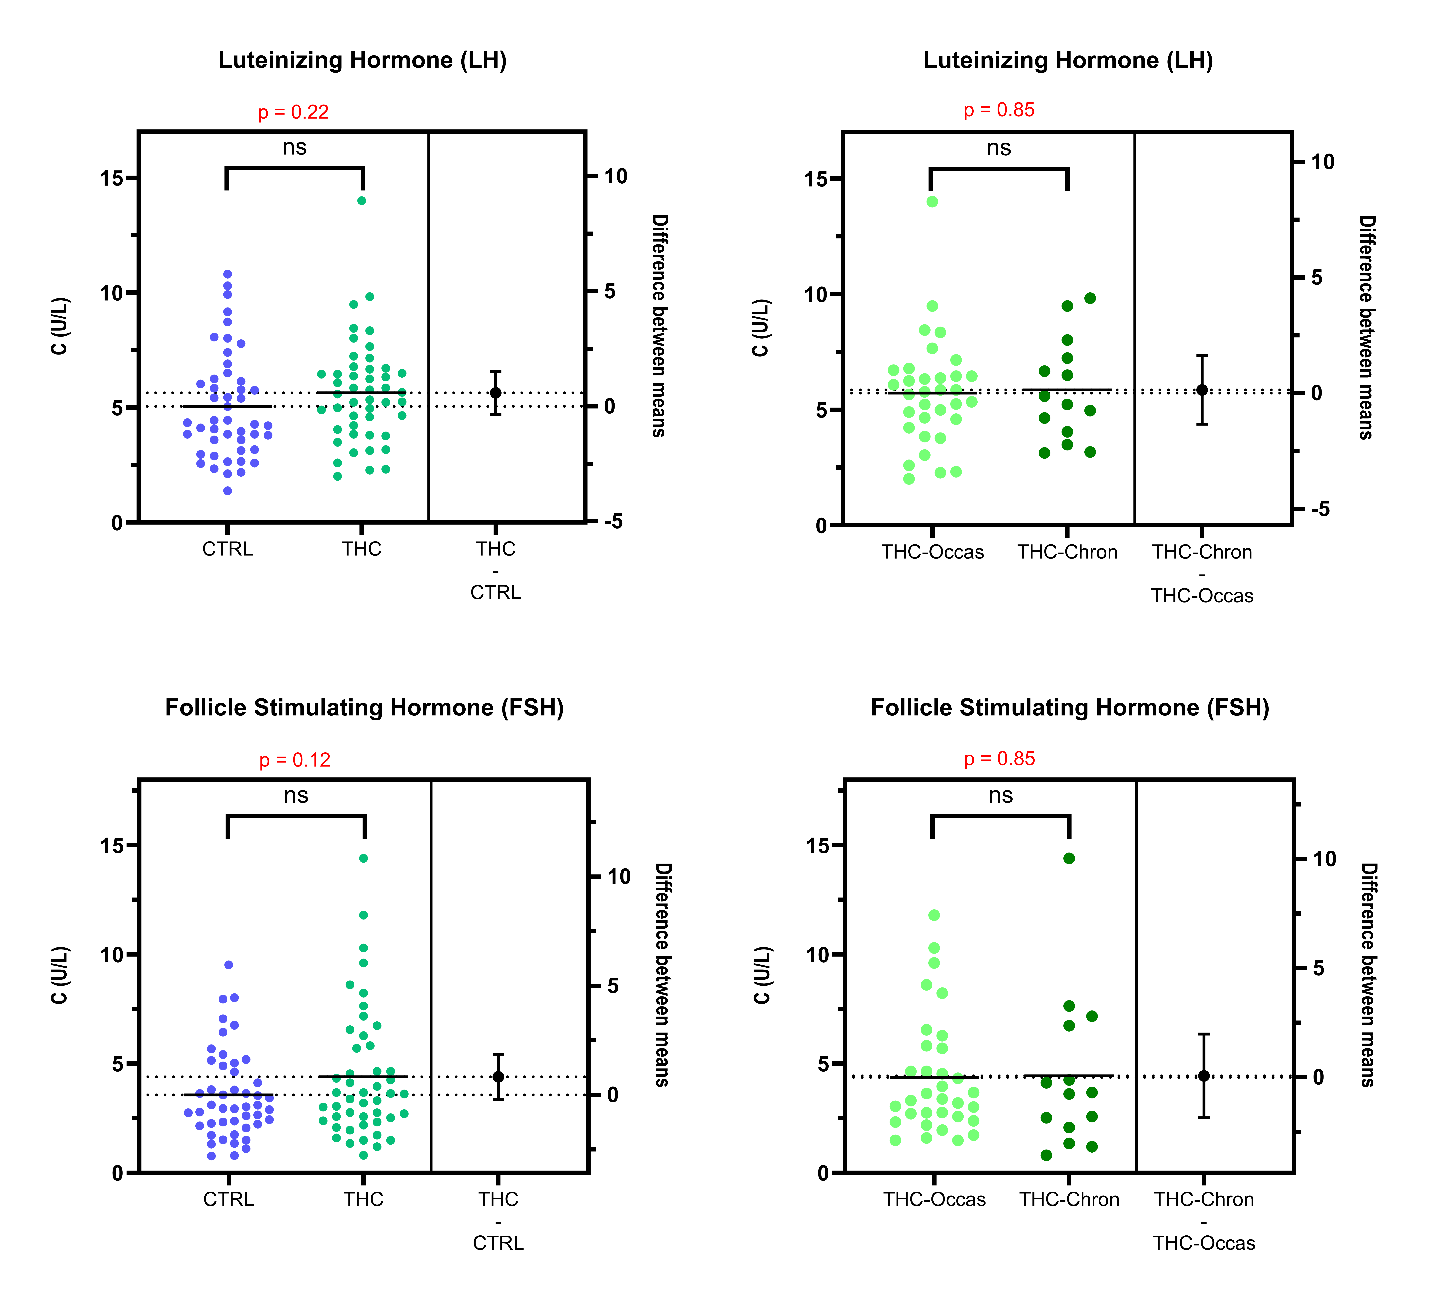 Luteinizing Hormone (LH)
p = 0.22
ns
15
10
5
0
C (U/L)
10
5
0
-5
Difference between means
CTRL
THC
THC
-
CTRL
Luteinizing Hormone (LH)
p = 0.85
ns
15
10
5
0
C (U/L)
10
5
0
-5
Difference between means
THC-Occas
THC-Chron
THC-Chron
-
THC-Occas
Follicle Stimulating Hormone (FSH)
p = 0.12
ns
15
10
5
0
C (U/L)
10
5
0
Difference between means
CTRL
THC
THC
-
CTRL
Follicle Stimulating Hormone (FSH)
p = 0.85
ns
15
10
5
0
C (U/L)
10
5
0
Difference between means
THC-Occas
THC-Chron
THC-Chron
-
THC-Occas